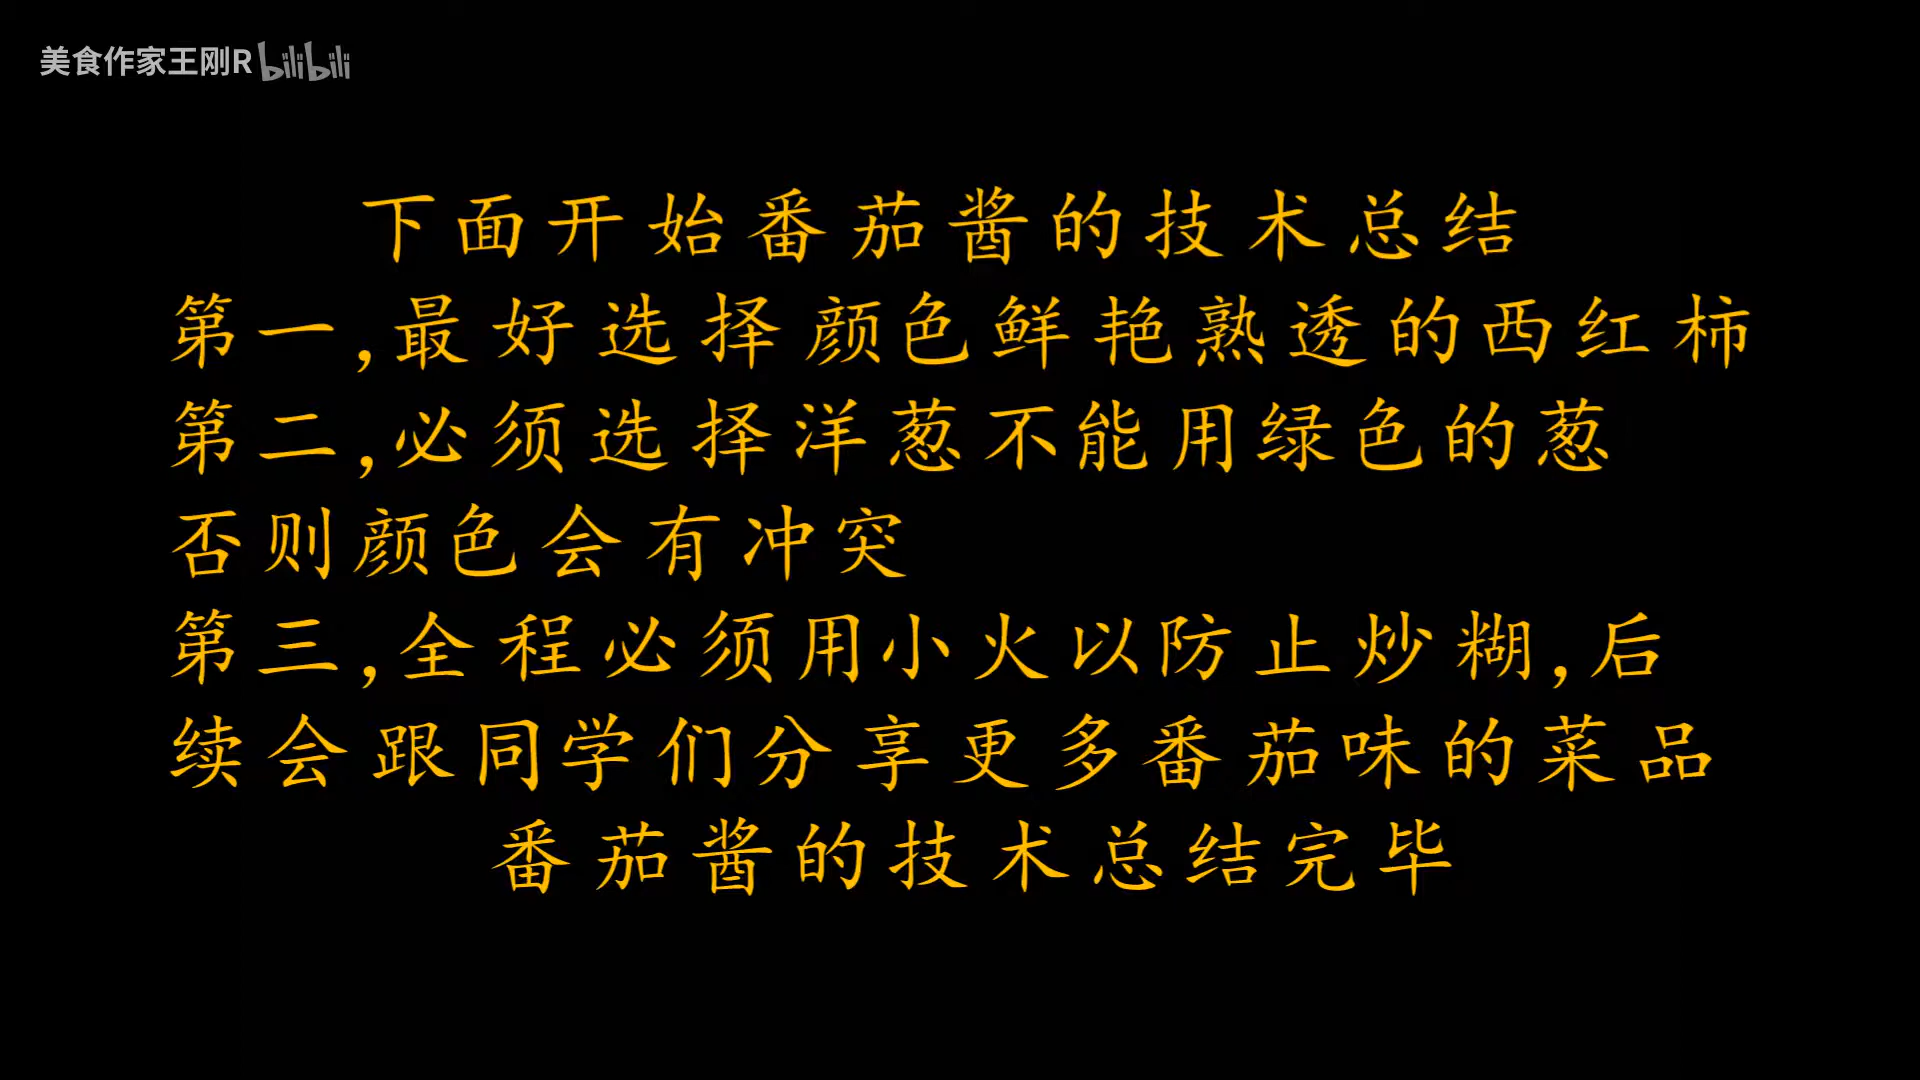 美食作家王刚R bilibili
下面开始番茄酱的技术总结
第一,最好选择颜色鲜艳熟透的西红柿
第二,必须选择洋葱不能用绿色的葱
否则颜色会有冲突
第三,全程必须用小火以防止炒糊,后
续会跟同学们分享更多番茄味的菜品
番茄酱的技术总结完毕